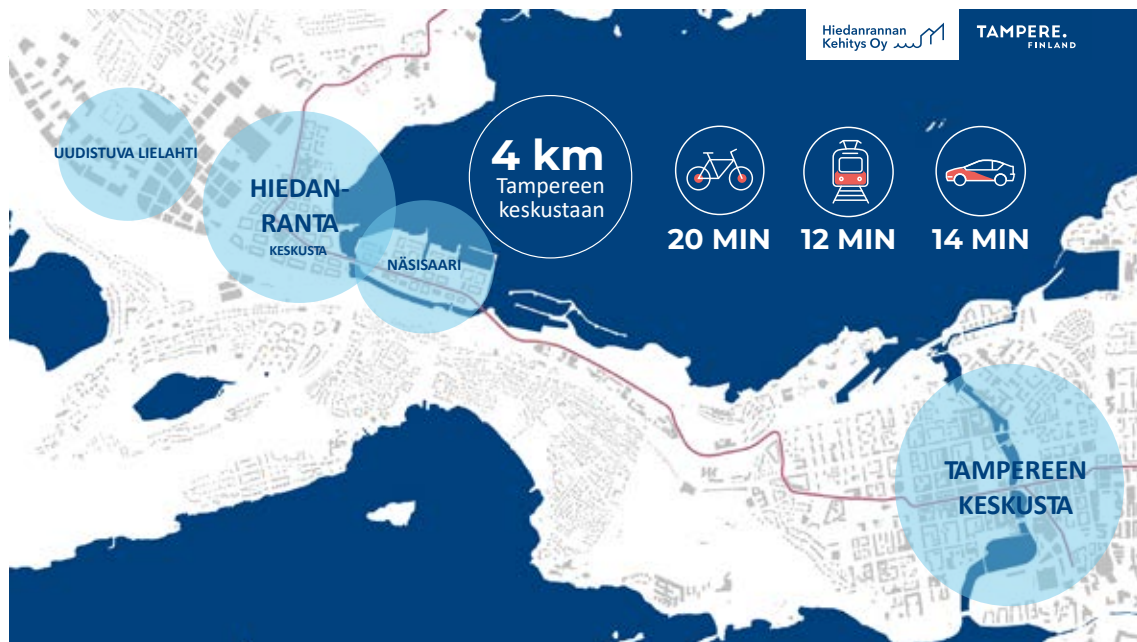 Hiedanrannan
Kehitys Oy
TAMPERE.
FINLAND
4 km
Tampereen
keskustaan
20 MIN
12 MIN
14 MIN
UUDISTUVA LIELAHTI
HIEDAN-
RANTA
KESKUSTA
NÄSISAARI
TAMPEREEN
KESKUSTA